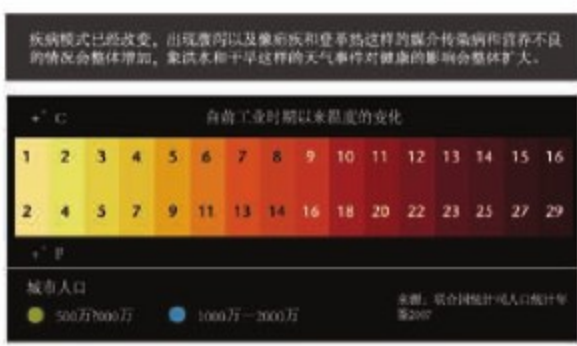 疾病模式已经改变，出现腹泻以及像疟疾和登革热这样的媒介传染病和营养不良
的情况会整体增加，象洪水和干旱这样的天气事件对健康的影响会整体扩大。
+° C 自前工业时期以来温度的变化
1 2 3 4 5 6 7 8 9 10 11 12 13 14 15 16
2 4 5 7 9 11 13 14 16 18 20 22 23 25 27 29
+° F
城市人口
500万?000万 1000万—2000万
来源：联合国统计司人口统计年
鉴2007